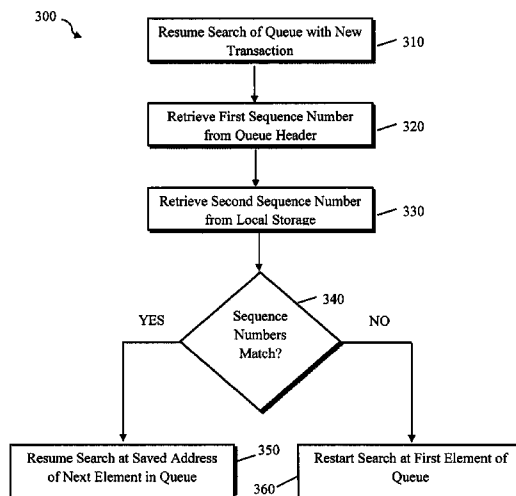 300
Resume Search of Queue with New
Transaction
310
Retrieve First Sequence Number
from Queue Header
320
Retrieve Second Sequence Number
from Local Storage
330
340
YES
Sequence
Numbers
Match?
NO
Resume Search at Saved Address
of Next Element in Queue
350
Restart Search at First Element of
Queue
360